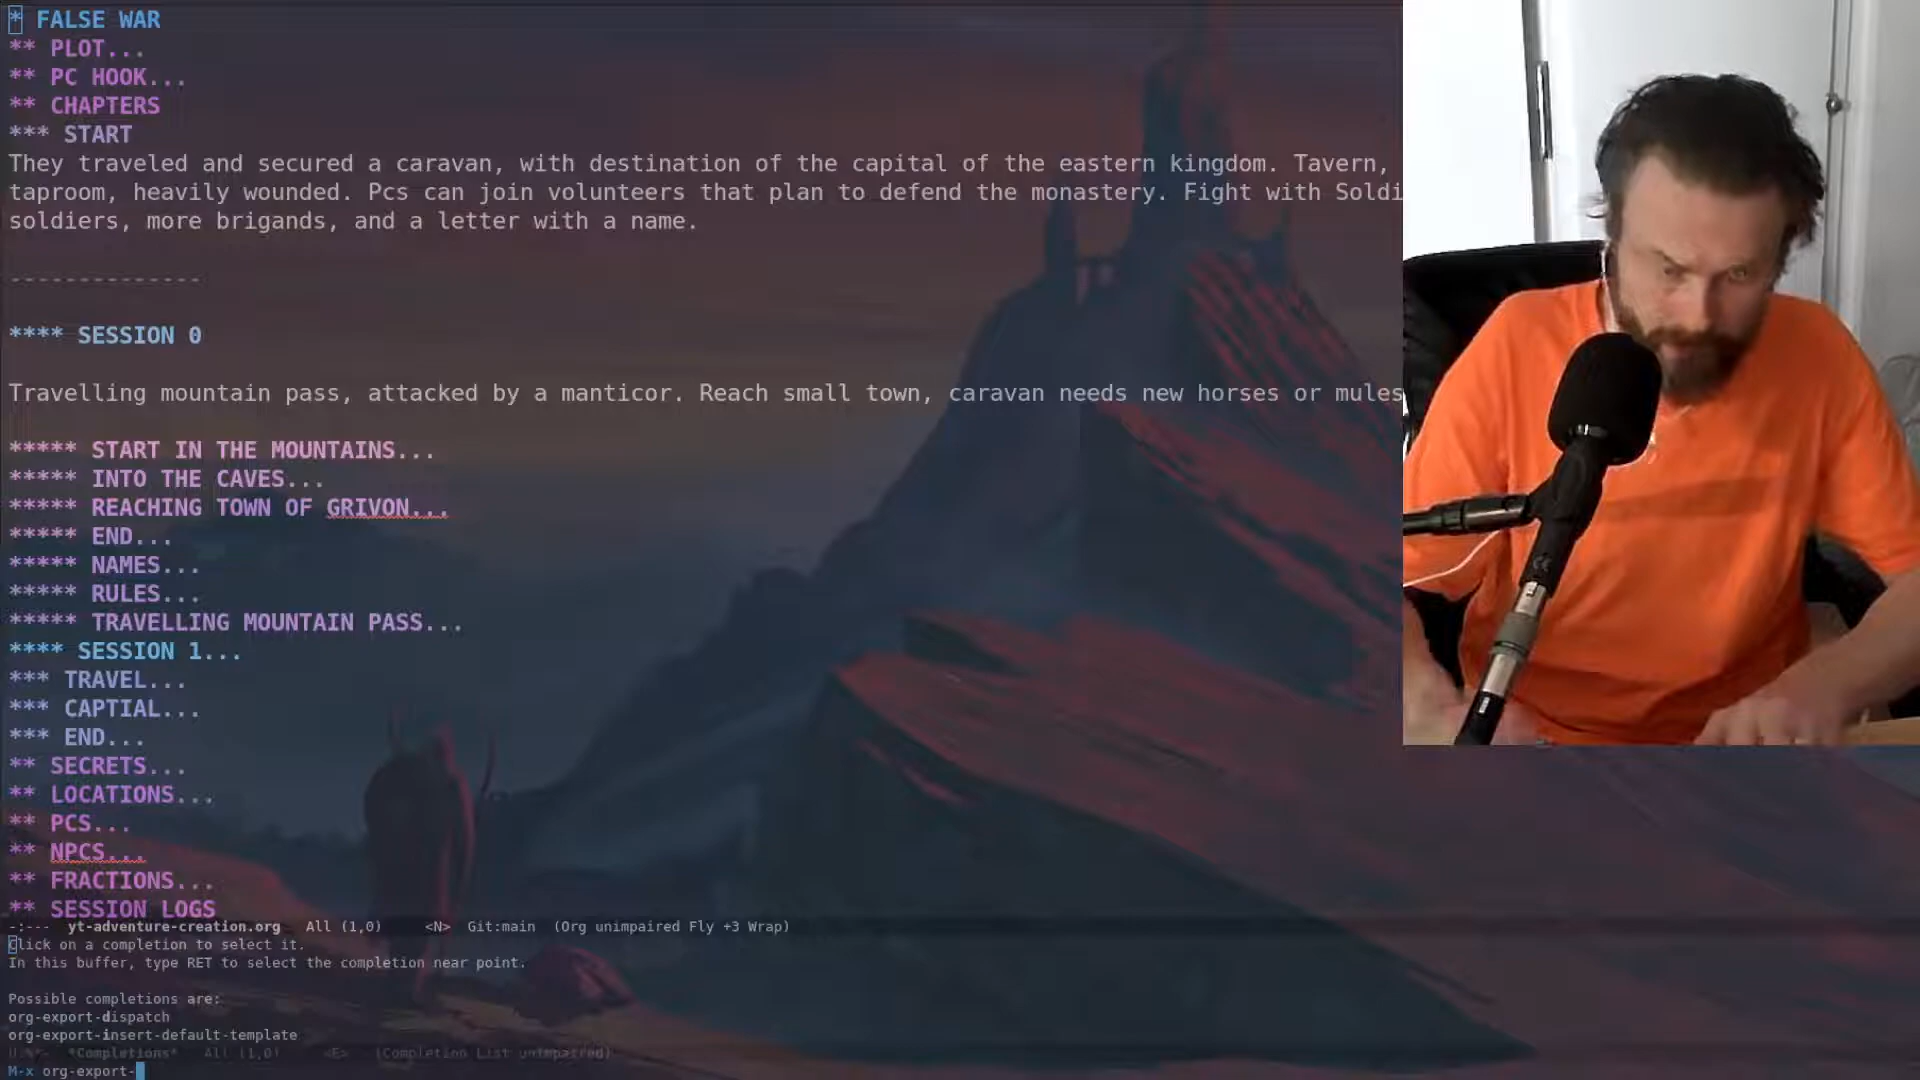 * FALSE WAR
** PLOT...
** PC HOOK...
** CHAPTERS
*** START
They traveled and secured a caravan, with destination of the capital of the eastern kingdom. Tavern,
taproom, heavily wounded. Pcs can join volunteers that plan to defend the monastery. Fight with Soldi
soldiers, more brigands, and a letter with a name.
--------------
**** SESSION 0
Travelling mountain pass, attacked by a manticor. Reach small town, caravan needs new horses or mules
***** START IN THE MOUNTAINS...
***** INTO THE CAVES...
***** REACHING TOWN OF GRIVON...
***** END...
***** NAMES...
***** RULES...
***** TRAVELLING MOUNTAIN PASS...
**** SESSION 1...
*** TRAVEL...
*** CAPTIAL...
*** END...
** SECRETS...
** LOCATIONS...
** PCS...
** NPCS...
** FRACTIONS...
** SESSION LOGS
-:--- yt-adventure-creation.org All (1,0) <N> Git:main (Org unimpaired Fly +3 Wrap)
Click on a completion to select it.
In this buffer, type RET to select the completion near point.
Possible completions are:
org-export-dispatch
org-export-insert-default-template
U:%*- *Completions* All (1,0) <E> (Completion List unimpaired)
M-x org-export-